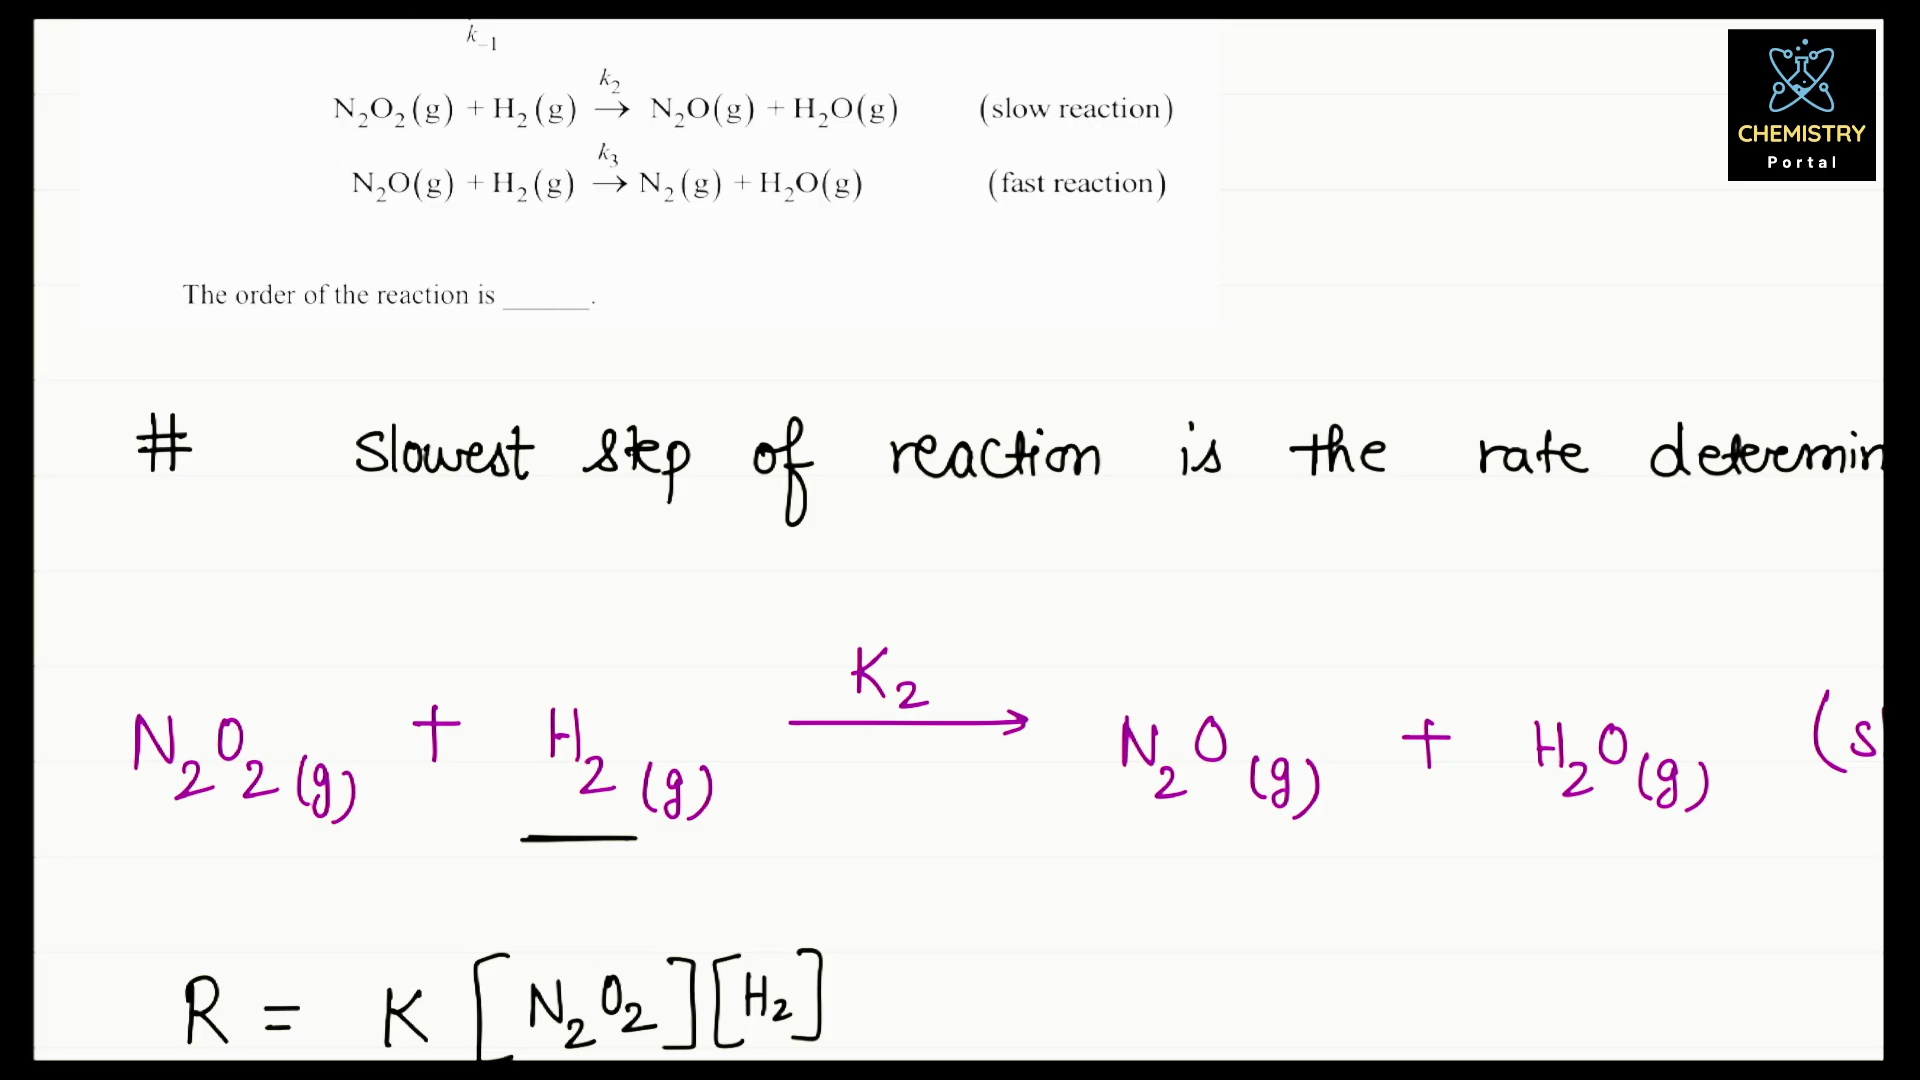 k₋₁
CHEMISTRY
Portal
k₂
N₂O₂(g) + H₂(g) → N₂O(g) + H₂O(g) (slow reaction)
k₃
N₂O(g) + H₂(g) → N₂(g) + H₂O(g) (fast reaction)
The order of the reaction is ______.
# Slowest step of reaction is the rate determin
K₂
N₂O₂(g) + H₂(g) → N₂O(g) + H₂O(g) (s
R = K [N₂O₂][H₂]